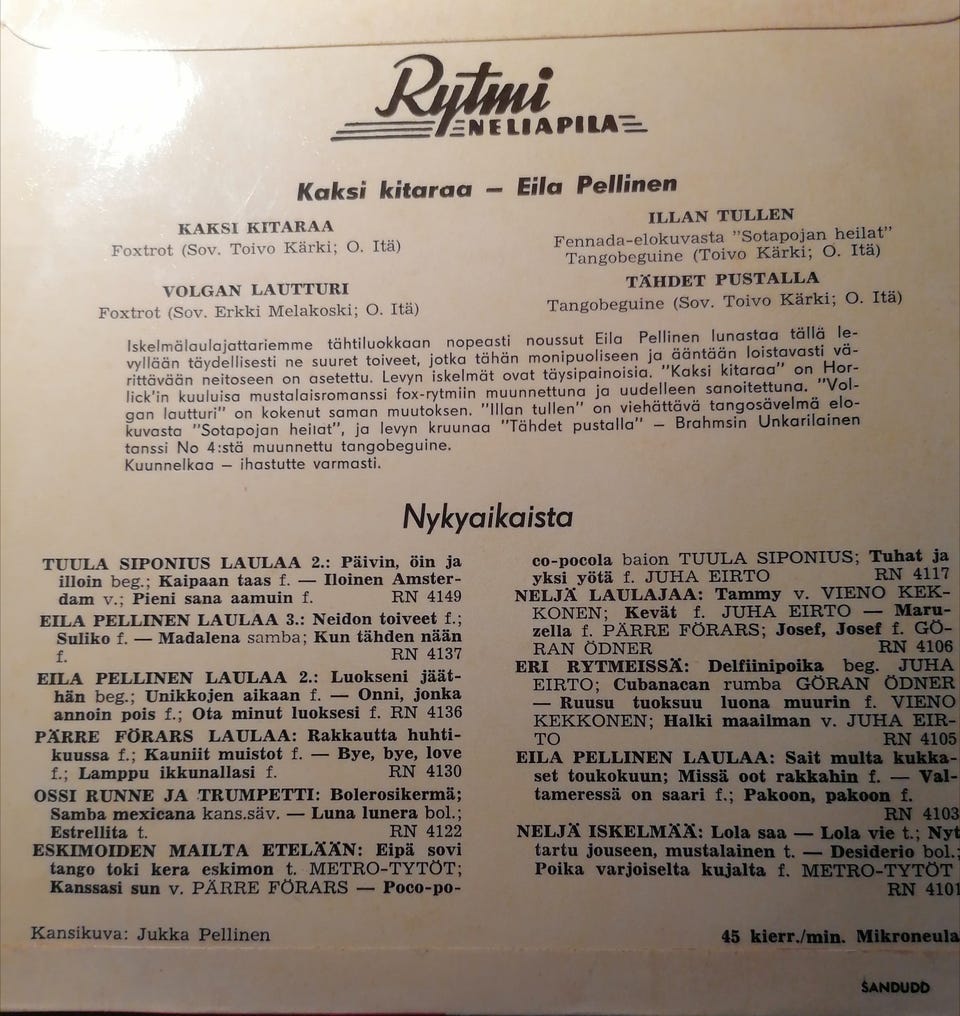 Rytmi
NELIAPILA
Kaksi kitaraa – Eila Pellinen
KAKSI KITARAA
Foxtrot (Sov. Toivo Kärki; O. Itä)
VOLGAN LAUTTURI
Foxtrot (Sov. Erkki Melakoski; O. Itä)
ILLAN TULLEN
Fennada-elokuvasta "Sotapojan heilat"
Tangobeguine (Toivo Kärki; O. Itä)
TÄHDET PUSTALLA
Tangobeguine (Sov. Toivo Kärki; O. Itä)
Iskelmälaulajattariemme tähtiluokkaan nopeasti noussut Eila Pellinen lunastaa tällä le-
vyllään täydellisesti ne suuret toiveet, jotka tähän monipuoliseen ja ääntään loistavasti vä-
rittävään neitoseen on asetettu. Levyn iskelmät ovat täysipainoisia. "Kaksi kitaraa" on Hor-
lick'in kuuluisa mustalaisromanssi fox-rytmiin muunnettuna ja uudelleen sanoitettuna. "Vol-
gan lautturi" on kokenut saman muutoksen. "Illan tullen" on viehättävä tangosävelmä elo-
kuvasta "Sotapojan heilat", ja levyn kruunaa "Tähdet pustalla" – Brahmsin Unkarilainen
tanssi No 4:stä muunnettu tangobeguine.
Kuunnelkaa – ihastutte varmasti.
Nykyaikaista
TUULA SIPONIUS LAULAA 2.: Päivin, öin ja
illoin beg.; Kaipaan taas f. — Iloinen Amster-
dam v.; Pieni sana aamuin f. RN 4149
EILA PELLINEN LAULAA 3.: Neidon toiveet f.;
Suliko f. — Madalena samba; Kun tähden nään
f. RN 4137
EILA PELLINEN LAULAA 2.: Luokseni jäät-
hän beg.; Unikkojen aikaan f. — Onni, jonka
annoin pois f.; Ota minut luoksesi f. RN 4136
PÄRRE FÖRARS LAULAA: Rakkautta huhti-
kuussa f.; Kauniit muistot f. — Bye, bye, love
f.; Lamppu ikkunallasi f. RN 4130
OSSI RUNNE JA TRUMPETTI: Bolerosikermä;
Samba mexicana kans.säv. — Luna lunera bol.;
Estrellita t. RN 4122
ESKIMOIDEN MAILTA ETELÄÄN: Eipä sovi
tango toki kera eskimon t. METRO-TYTÖT;
Kanssasi sun v. PÄRRE FÖRARS — Poco-po-
co-pocola baion TUULA SIPONIUS; Tuhat ja
yksi yötä f. JUHA EIRTO RN 4117
NELJÄ LAULAJAA: Tammy v. VIENO KEK-
KONEN; Kevät f. JUHA EIRTO — Maru-
zella f. PÄRRE FÖRARS; Josef, Josef f. GÖ-
RAN ÖDNER RN 4106
ERI RYTMEISSÄ: Delfiinipoika beg. JUHA
EIRTO; Cubanacan rumba GÖRAN ÖDNER
— Ruusu tuoksuu luona muurin f. VIENO
KEKKONEN; Halki maailman v. JUHA EIR-
TO RN 4105
EILA PELLINEN LAULAA: Sait multa kukka-
set toukokuun; Missä oot rakkahin f. — Val-
tameressä on saari f.; Pakoon, pakoon f.
RN 4103
NELJÄ ISKELMÄÄ: Lola saa — Lola vie t.; Nyt
tartu jouseen, mustalainen t. — Desiderio bol.;
Poika varjoiselta kujalta f. METRO-TYTÖT
RN 4101
Kansikuva: Jukka Pellinen
45 kierr./min. Mikroneula
SANDUDD